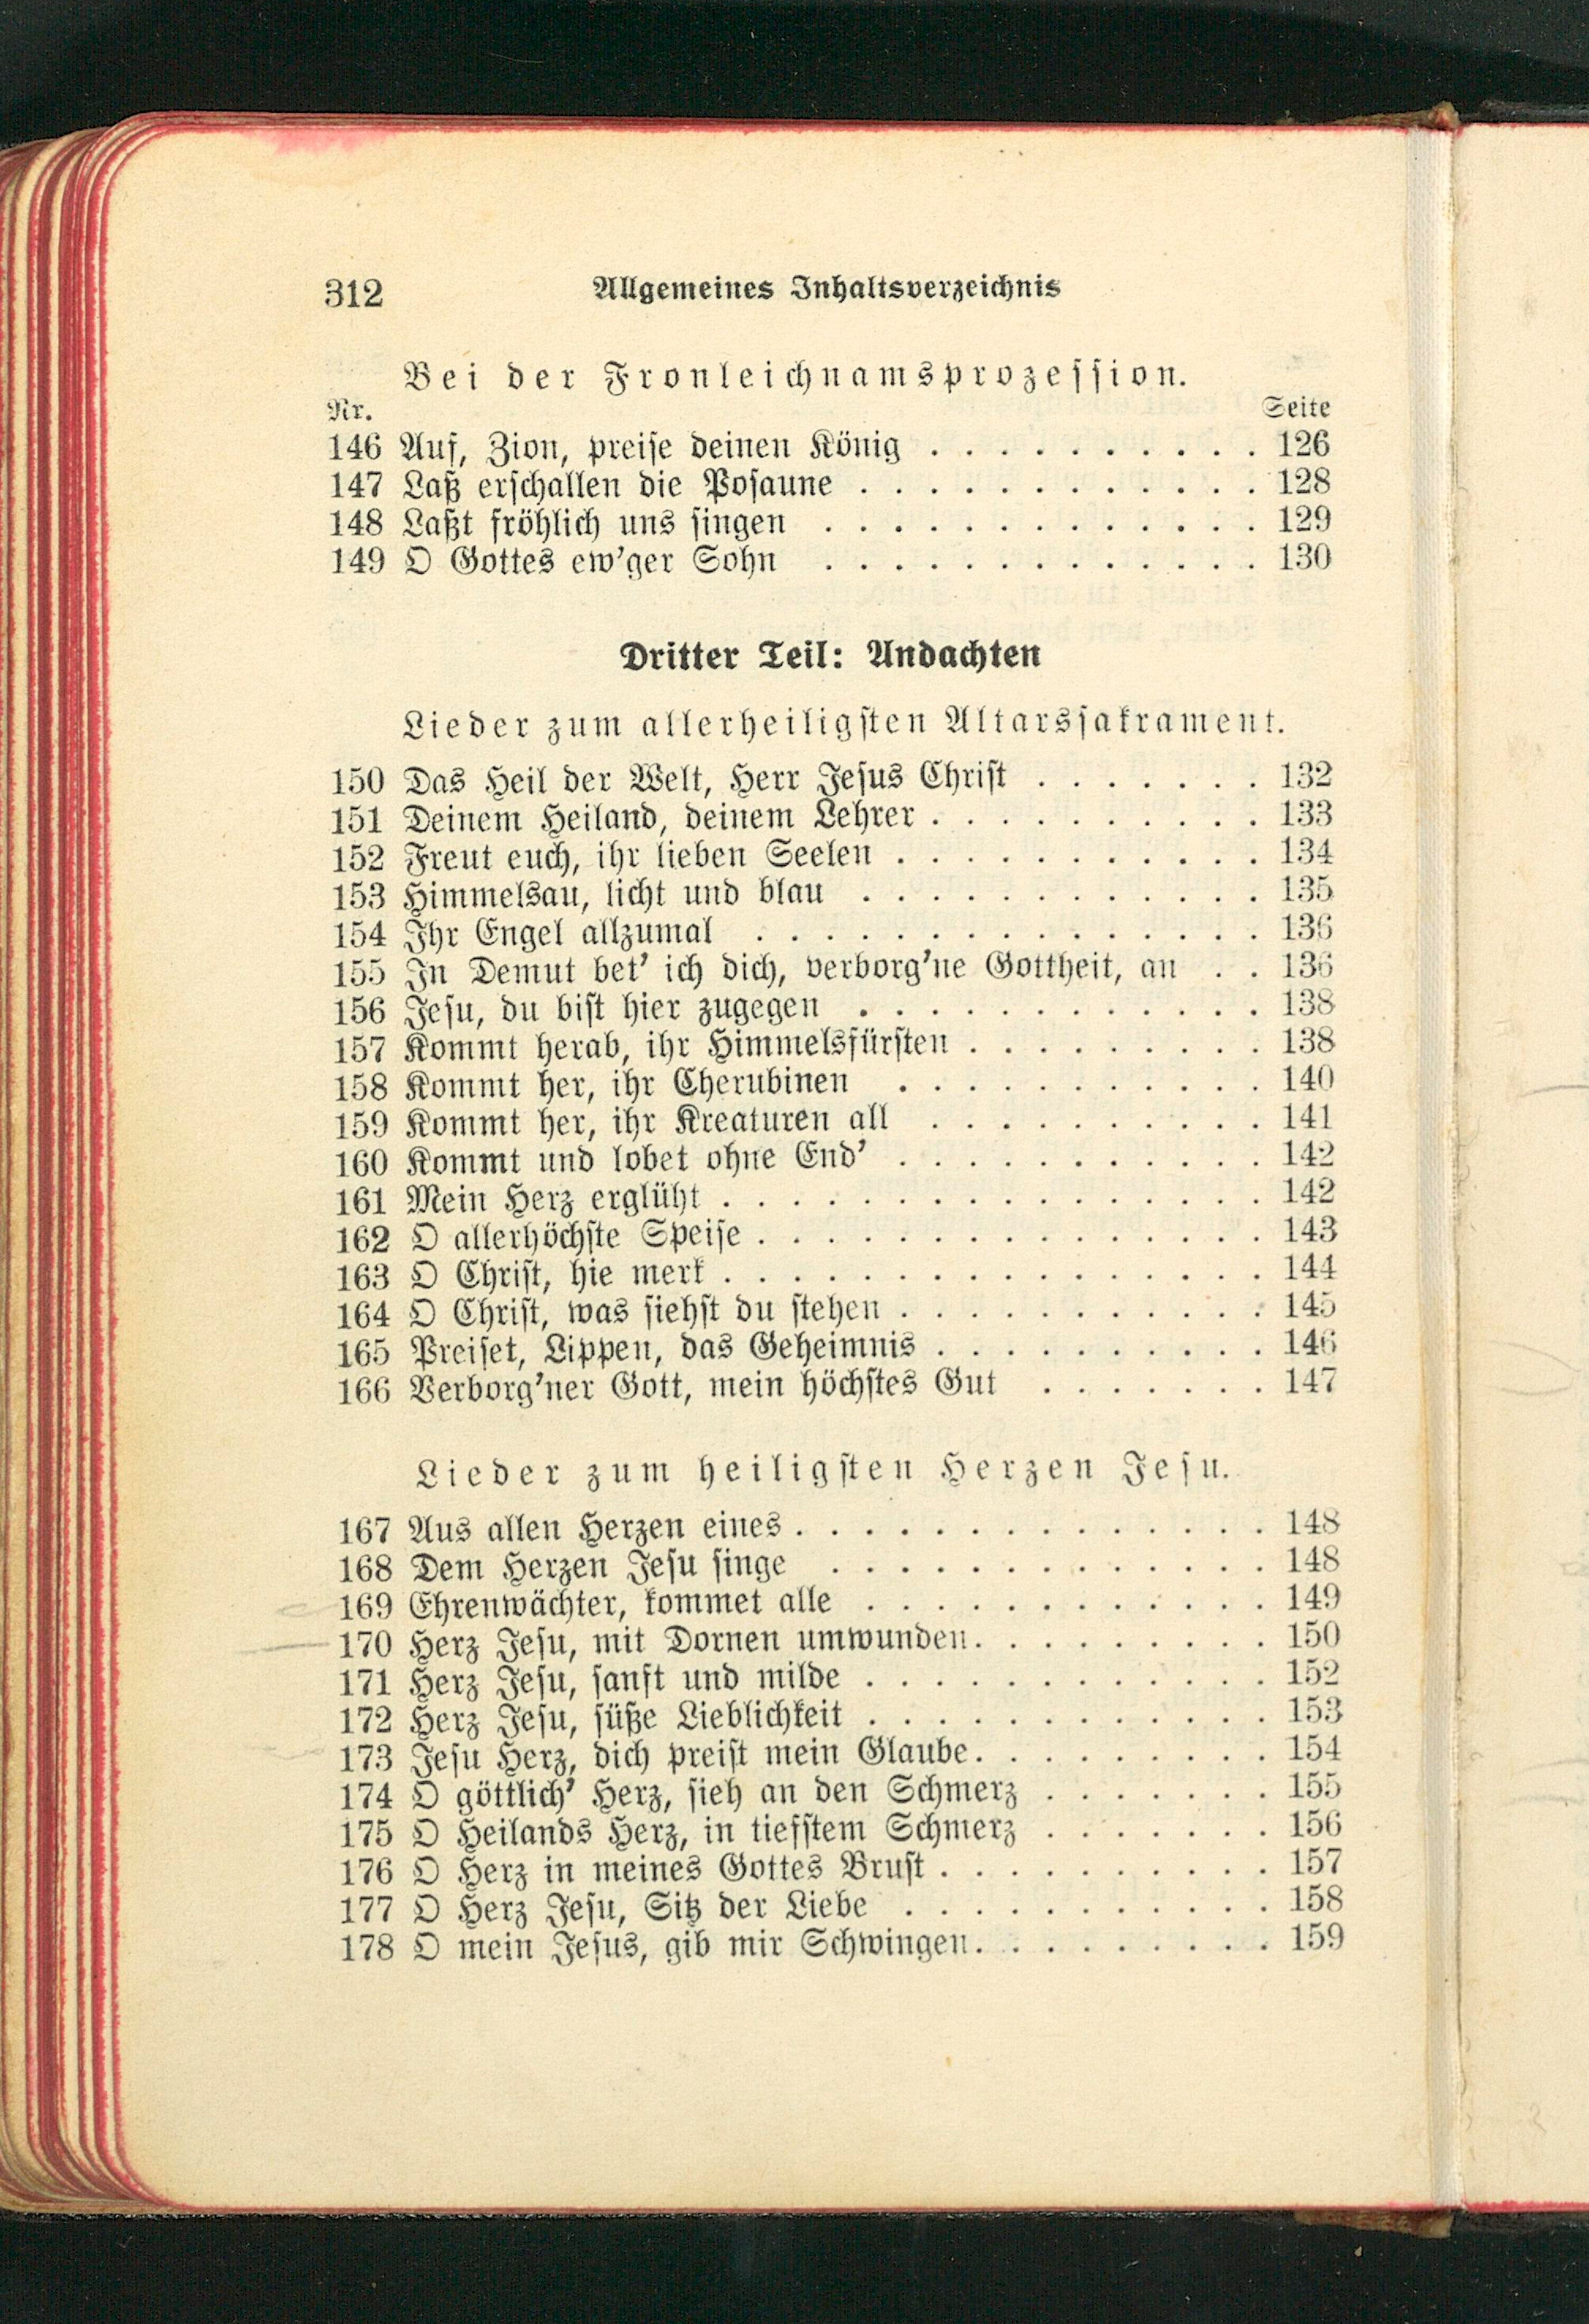 312 Allgemeines Inhaltsverzeichnis
Bei der Fronleichnamsprozession.
Nr. Seite
146 Auf, Zion, preise deinen König . . . . . . . . . . 126
147 Laß erschallen die Posaune . . . . . . . . . . . . 128
148 Laßt fröhlich uns singen . . . . . . . . . . . . . 129
149 O Gottes ew'ger Sohn . . . . . . . . . . . . . 130
Dritter Teil: Andachten
Lieder zum allerheiligsten Altarssakrament.
150 Das Heil der Welt, Herr Jesus Christ . . . . . . . 132
151 Deinem Heiland, deinem Lehrer . . . . . . . . . . 133
152 Freut euch, ihr lieben Seelen . . . . . . . . . . . 134
153 Himmelsau, licht und blau . . . . . . . . . . . . 135
154 Ihr Engel allzumal . . . . . . . . . . . . . . . 136
155 In Demut bet' ich dich, verborg'ne Gottheit, an . . 136
156 Jesu, du bist hier zugegen . . . . . . . . . . . . 138
157 Kommt herab, ihr Himmelsfürsten . . . . . . . . . 138
158 Kommt her, ihr Cherubinen . . . . . . . . . . . 140
159 Kommt her, ihr Kreaturen all . . . . . . . . . . 141
160 Kommt und lobet ohne End' . . . . . . . . . . . 142
161 Mein Herz erglüht . . . . . . . . . . . . . . . . 142
162 O allerhöchste Speise . . . . . . . . . . . . . . . 143
163 O Christ, hie merk . . . . . . . . . . . . . . . . 144
164 O Christ, was siehst du stehen . . . . . . . . . . . 145
165 Preiset, Lippen, das Geheimnis . . . . . . . . . . 146
166 Verborg'ner Gott, mein höchstes Gut . . . . . . . 147
Lieder zum heiligsten Herzen Jesu.
167 Aus allen Herzen eines . . . . . . . . . . . . . . 148
168 Dem Herzen Jesu singe . . . . . . . . . . . . . 148
169 Ehrenwächter, kommet alle . . . . . . . . . . . . 149
170 Herz Jesu, mit Dornen umwunden . . . . . . . . . 150
171 Herz Jesu, sanft und milde . . . . . . . . . . . . 152
172 Herz Jesu, süße Lieblichkeit . . . . . . . . . . . . 153
173 Jesu Herz, dich preist mein Glaube . . . . . . . . . 154
174 O göttlich' Herz, sieh an den Schmerz . . . . . . . 155
175 O Heilands Herz, in tiefstem Schmerz . . . . . . . 156
176 O Herz in meines Gottes Brust . . . . . . . . . . 157
177 O Herz Jesu, Sitz der Liebe . . . . . . . . . . . 158
178 O mein Jesus, gib mir Schwingen . . . . . . . . . 159